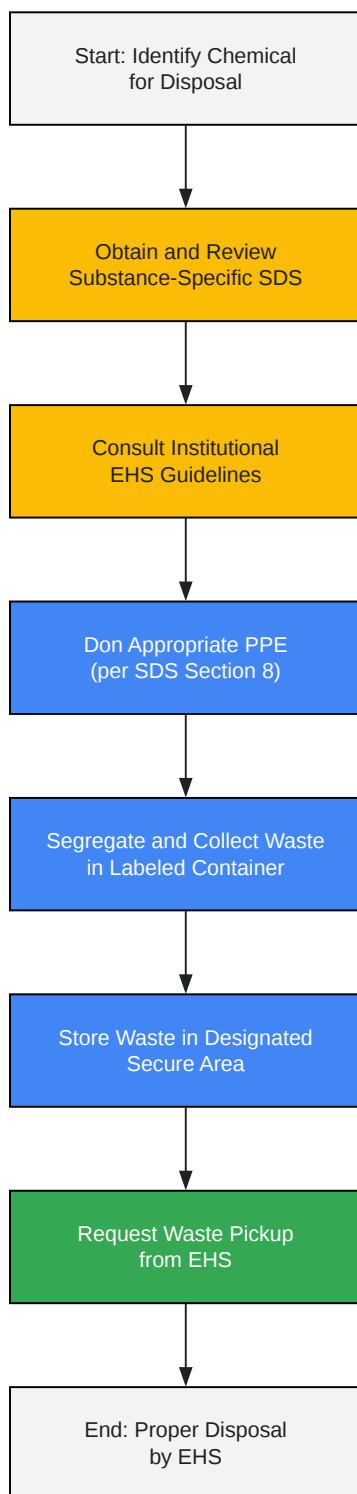 Start: Identify Chemical
for Disposal
Obtain and Review
Substance-Specific SDS
Consult Institutional
EHS Guidelines
Don Appropriate PPE
(per SDS Section 8)
Segregate and Collect Waste
in Labeled Container
Store Waste in Designated
Secure Area
Request Waste Pickup
from EHS
End: Proper Disposal
by EHS